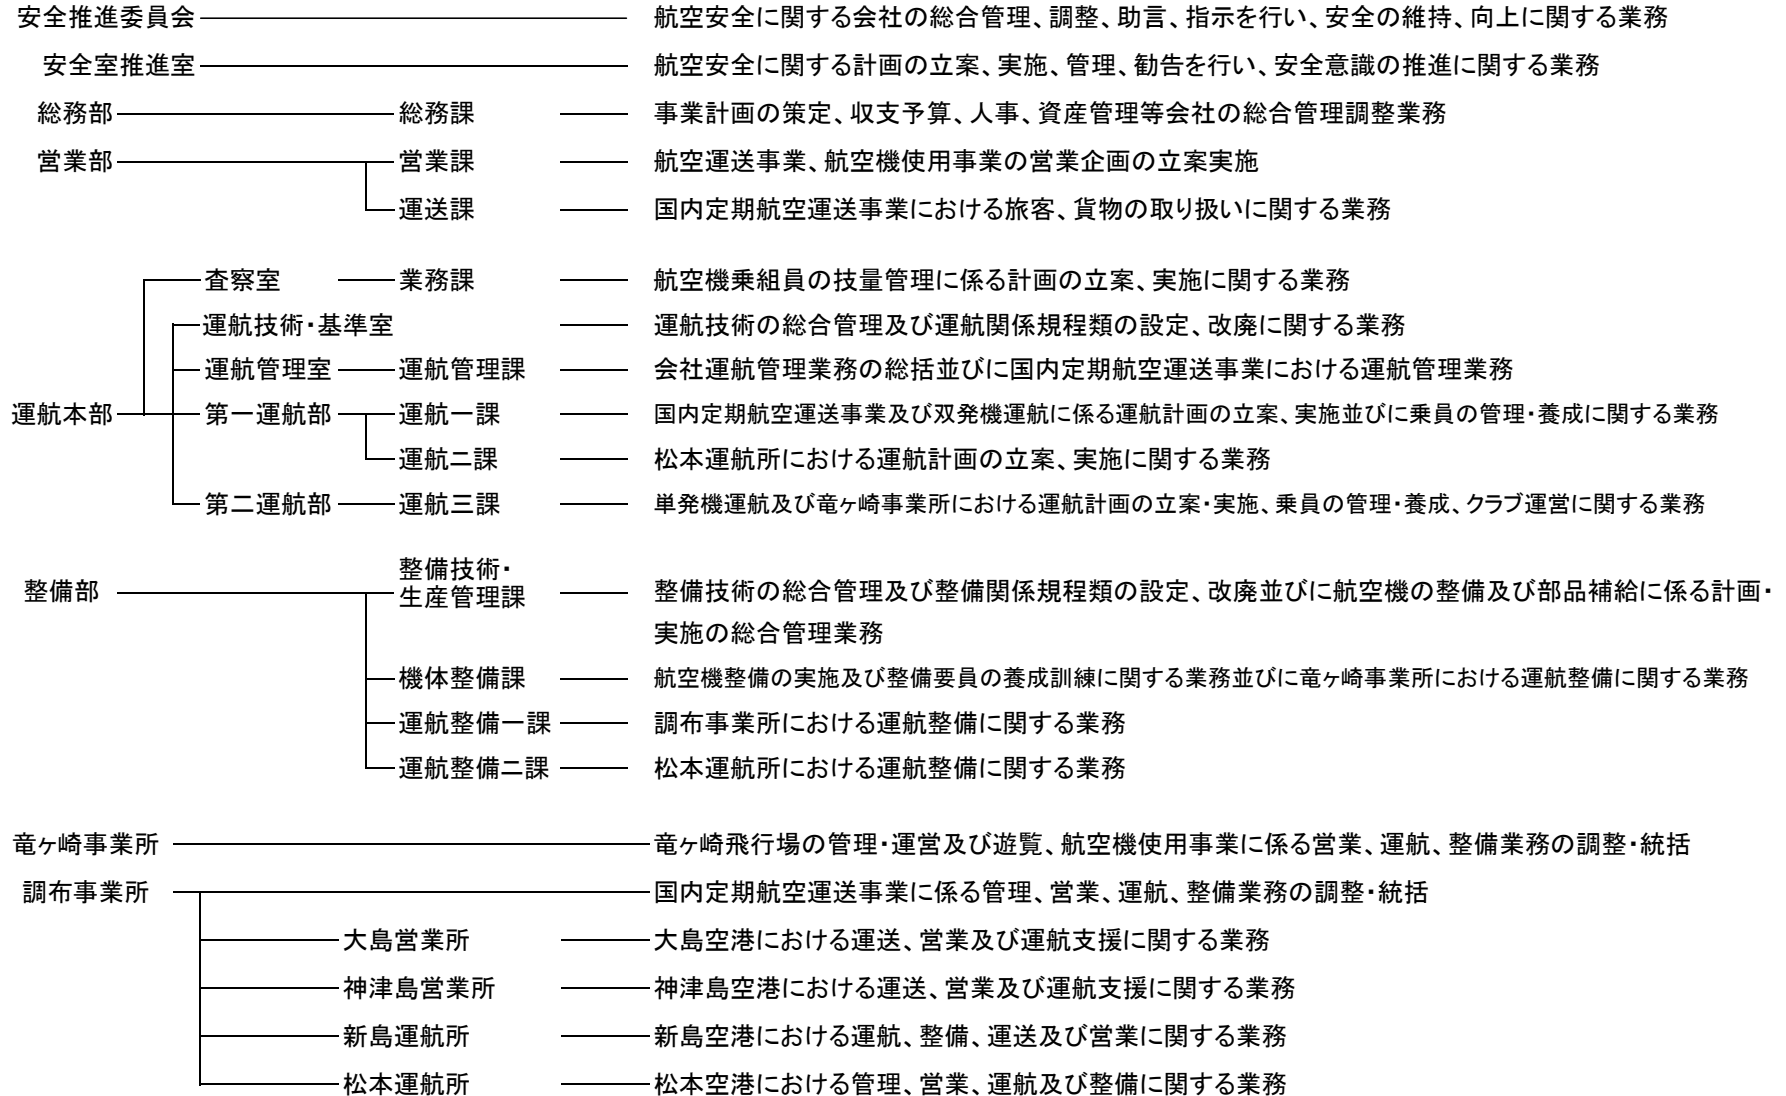 安全推進委員会 航空安全に関する会社の総合管理、調整、助言、指示を行い、安全の維持、向上に関する業務
安全室推進室 航空安全に関する計画の立案、実施、管理、勧告を行い、安全意識の推進に関する業務
総務部 総務課 事業計画の策定、収支予算、人事、資産管理等会社の総合管理調整業務
営業部 営業課 航空運送事業、航空機使用事業の営業企画の立案実施
運送課 国内定期航空運送事業における旅客、貨物の取り扱いに関する業務
査察室 業務課 航空機乗組員の技量管理に係る計画の立案、実施に関する業務
運航技術・基準室 運航技術の総合管理及び運航関係規程類の設定、改廃に関する業務
運航管理室 運航管理課 会社運航管理業務の総括並びに国内定期航空運送事業における運航管理業務
運航本部 第一運航部 運航一課 国内定期航空運送事業及び双発機運航に係る運航計画の立案、実施並びに乗員の管理・養成に関する業務
運航二課 松本運航所における運航計画の立案、実施に関する業務
第二運航部 運航三課 単発機運航及び竜ヶ崎事業所における運航計画の立案・実施、乗員の管理・養成、クラブ運営に関する業務
整備技術・
整備部 生産管理課 整備技術の総合管理及び整備関係規程類の設定、改廃並びに航空機の整備及び部品補給に係る計画・
実施の総合管理業務
機体整備課 航空機整備の実施及び整備要員の養成訓練に関する業務並びに竜ヶ崎事業所における運航整備に関する業務
運航整備一課 調布事業所における運航整備に関する業務
運航整備二課 松本運航所における運航整備に関する業務
竜ヶ崎事業所 竜ヶ崎飛行場の管理・運営及び遊覧、航空機使用事業に係る営業、運航、整備業務の調整・統括
調布事業所 国内定期航空運送事業に係る管理、営業、運航、整備業務の調整・統括
大島営業所 大島空港における運送、営業及び運航支援に関する業務
神津島営業所 神津島空港における運送、営業及び運航支援に関する業務
新島運航所 新島空港における運航、整備、運送及び営業に関する業務
松本運航所 松本空港における管理、営業、運航及び整備に関する業務